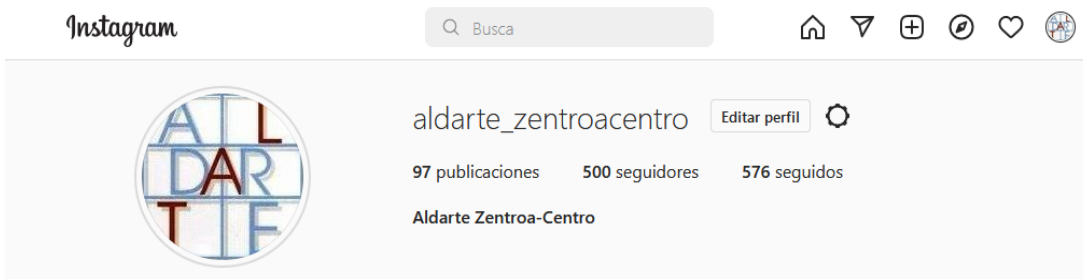 Instagram
Busca
aldarte_zentroacentro Editar perfil
97 publicaciones 500 seguidores 576 seguidos
Aldarte Zentroa-Centro
A I L
DAR
T I E